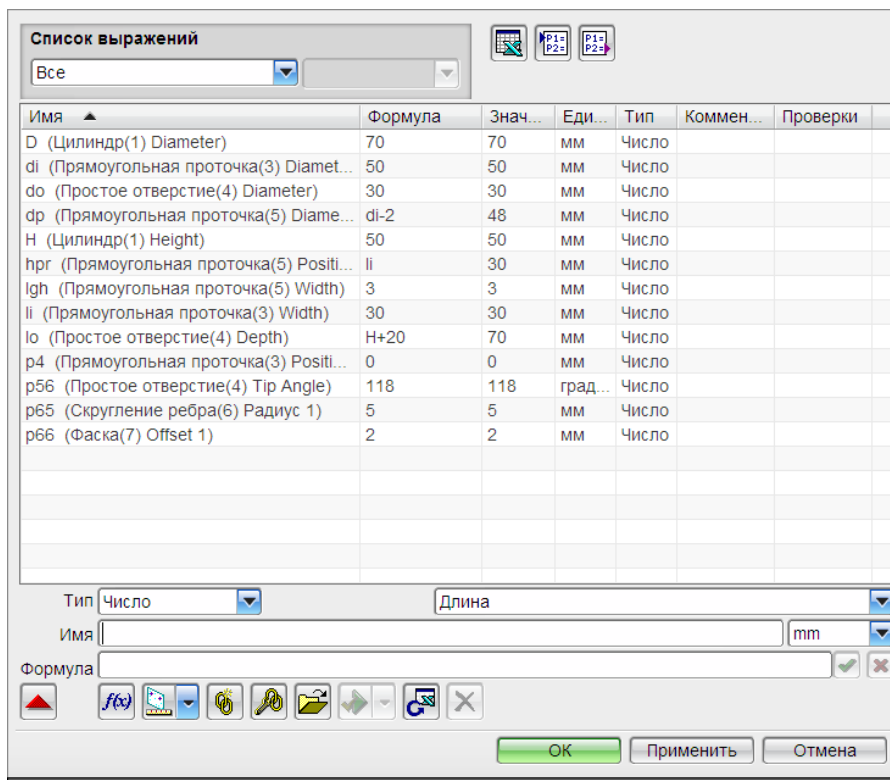 Список выражений
P1= P1=
P2= P2=
Все
Имя Формула Знач... Еди... Тип Коммен... Проверки
D (Цилиндр(1) Diameter) 70 70 мм Число
di (Прямоугольная проточка(3) Diamet... 50 50 мм Число
do (Простое отверстие(4) Diameter) 30 30 мм Число
dp (Прямоугольная проточка(5) Diame... di-2 48 мм Число
H (Цилиндр(1) Height) 50 50 мм Число
hpr (Прямоугольная проточка(5) Positi... li 30 мм Число
lgh (Прямоугольная проточка(5) Width) 3 3 мм Число
li (Прямоугольная проточка(3) Width) 30 30 мм Число
lo (Простое отверстие(4) Depth) H+20 70 мм Число
p4 (Прямоугольная проточка(3) Positi... 0 0 мм Число
p56 (Простое отверстие(4) Tip Angle) 118 118 град... Число
p65 (Скругление ребра(6) Радиус 1) 5 5 мм Число
p66 (Фаска(7) Offset 1) 2 2 мм Число
Тип Число Длина
Имя mm
Формула
f(x)
ОК Применить Отмена